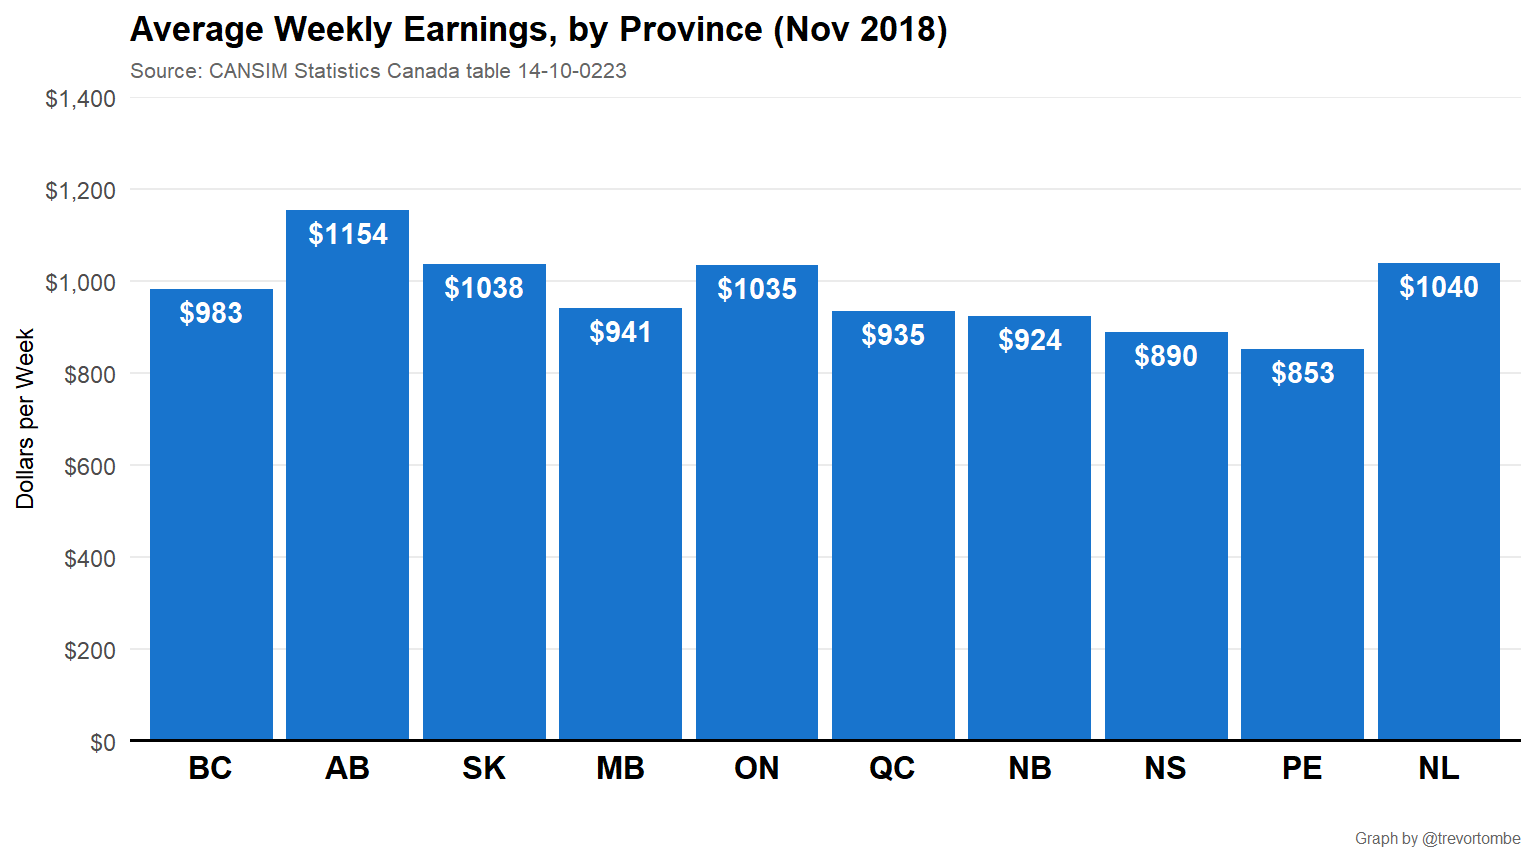 Average Weekly Earnings, by Province (Nov 2018)
Source: CANSIM Statistics Canada table 14-10-0223
Dollars per Week
$1,400
$1,200
$1,000
$800
$600
$400
$200
$0
$983
$1154
$1038
$941
$1035
$935
$924
$890
$853
$1040
BC
AB
SK
MB
ON
QC
NB
NS
PE
NL
Graph by @trevortombe